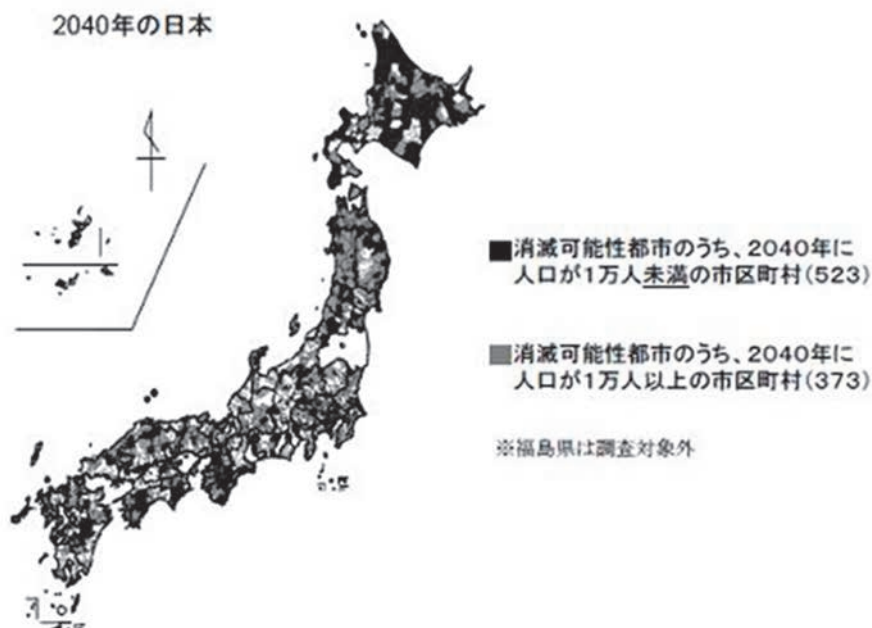 2040年の日本
■消滅可能性都市のうち、2040年に
人口が1万人未満の市区町村(523)
■消滅可能性都市のうち、2040年に
人口が1万人以上の市区町村(373)
※福島県は調査対象外